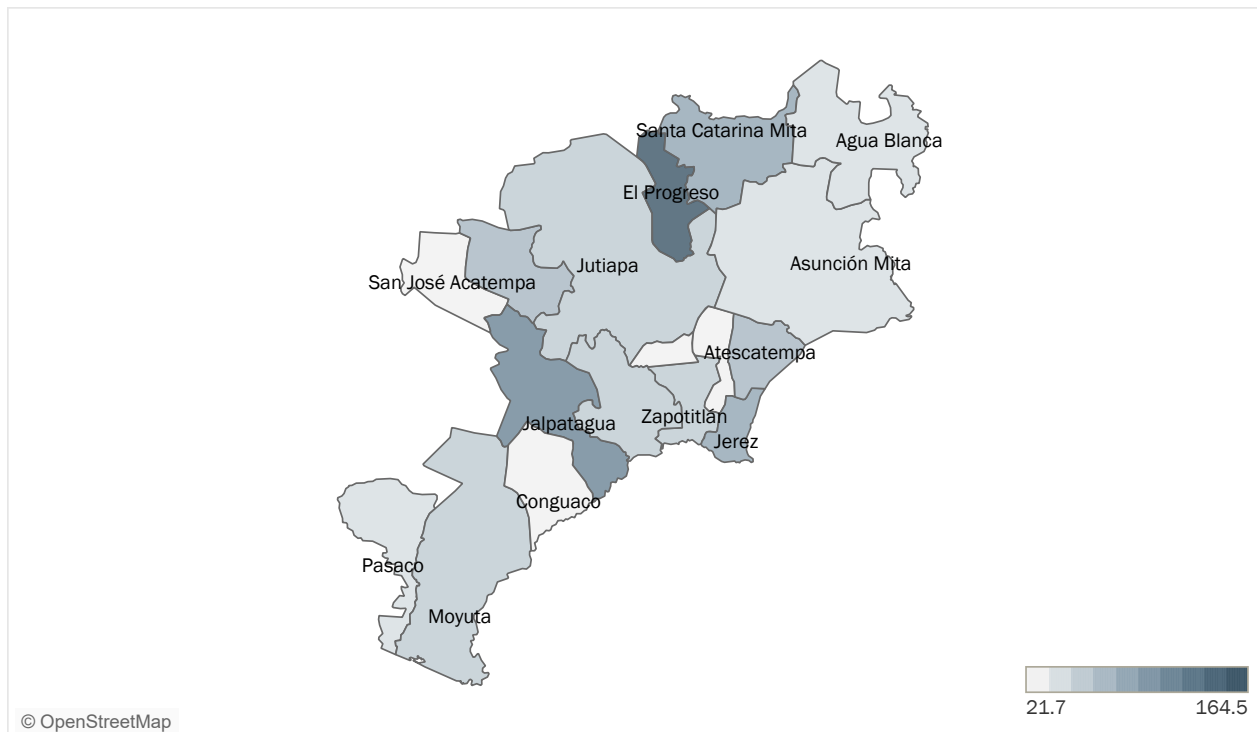 Santa Catarina Mita
Agua Blanca
El Progreso
Jutiapa
Asunción Mita
San José Acatempa
Atescatempa
Jalpatagua
Zapotitlán
Jerez
Conguaco
Pasaco
Moyuta
21.7 164.5
© OpenStreetMap